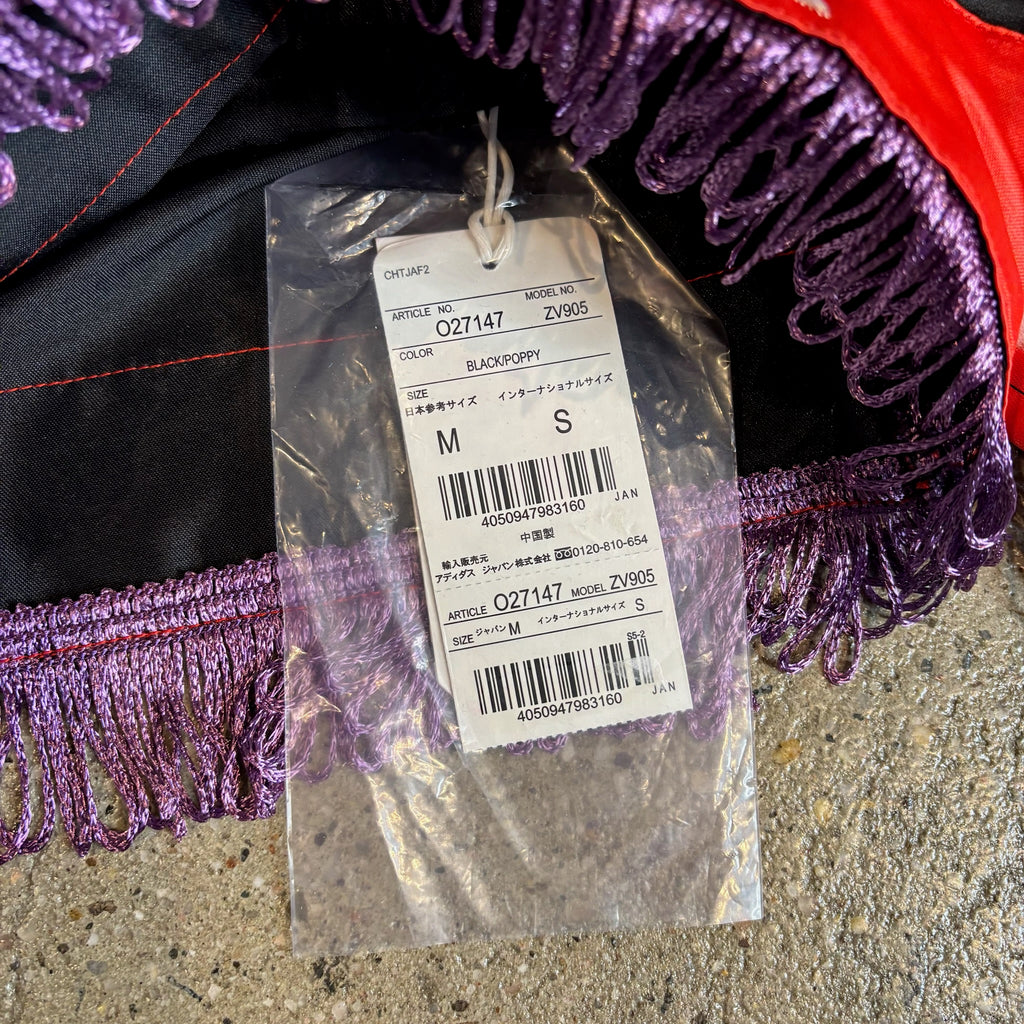 CHTJAF2
ARTICLE NO. MODEL NO.
O27147 ZV905
COLOR
BLACK/POPPY
SIZE
日本参考サイズ インターナショナルサイズ
M S
JAN
4050947983160
中国製
輸入販売元
アディダス ジャパン株式会社 0120-810-654
ARTICLE O27147 MODEL ZV905
SIZE ジャパン M インターナショナルサイズ S
S5-2
JAN
4050947983160